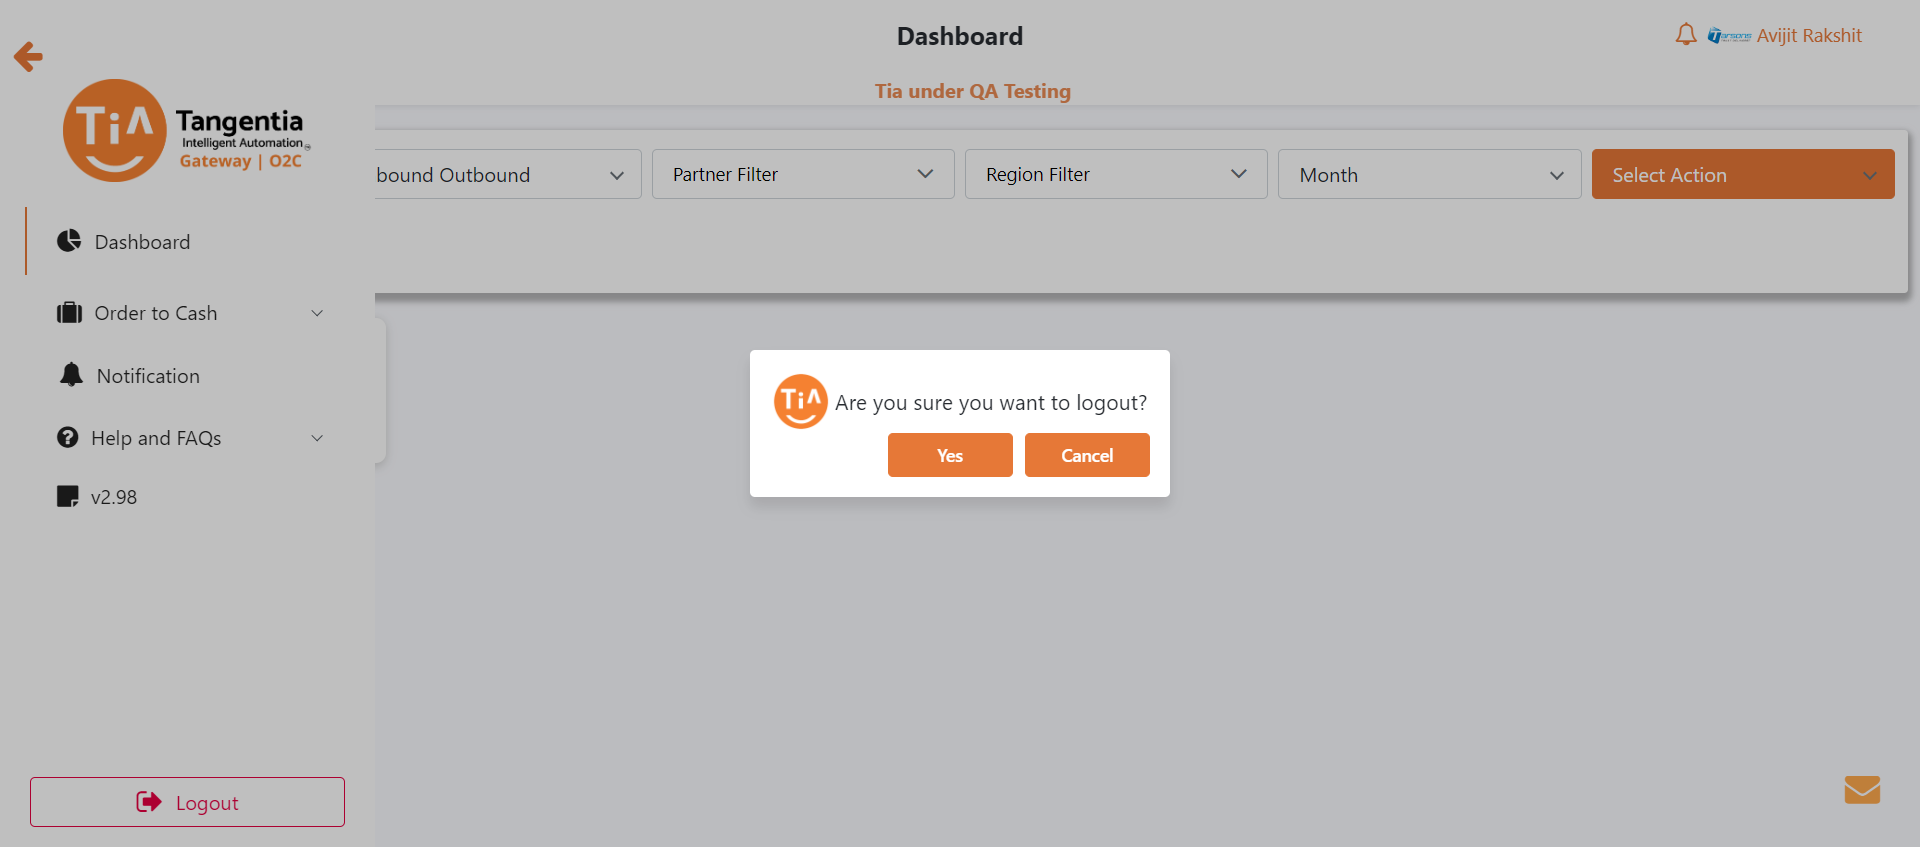 Dashboard
Tarsons
Avijit Rakshit
Tia under QA Testing
TiA
Tangentia
Intelligent Automation
Gateway | O2C
bound Outbound
Partner Filter
Region Filter
Month
Select Action
Dashboard
Order to Cash
Notification
Help and FAQs
v2.98
TiA
Are you sure you want to logout?
Yes
Cancel
Logout